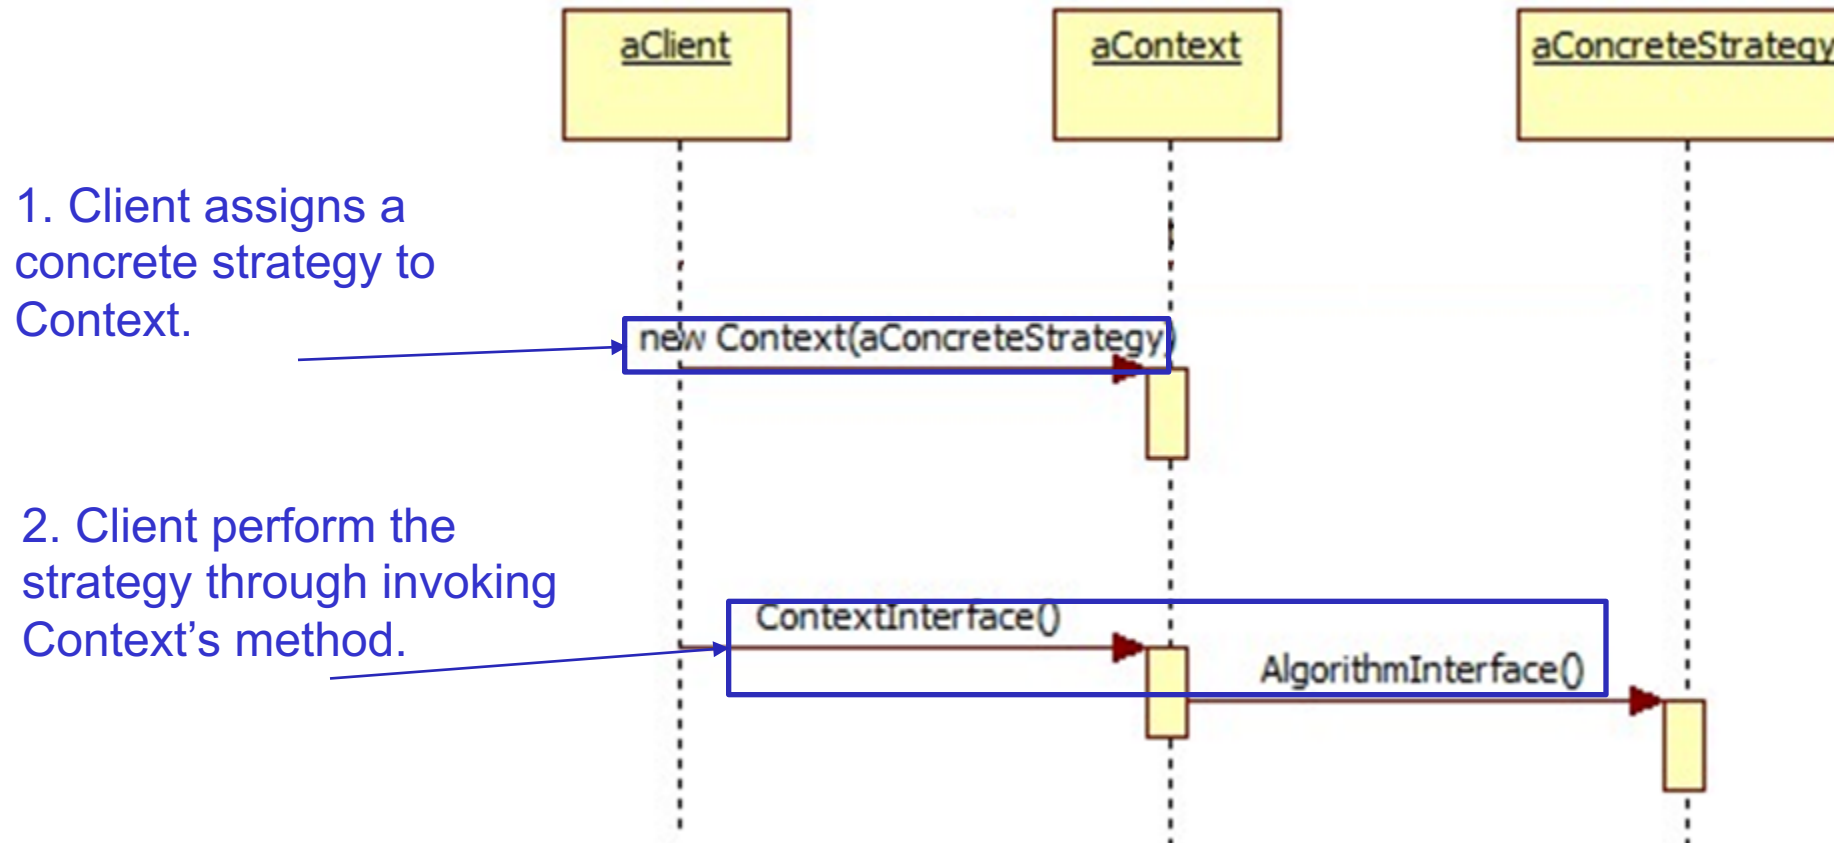 aClient
aContext
aConcreteStrategy
1. Client assigns a
concrete strategy to
Context.
new Context(aConcreteStrategy)
2. Client perform the
strategy through invoking
Context’s method.
ContextInterface()
AlgorithmInterface()